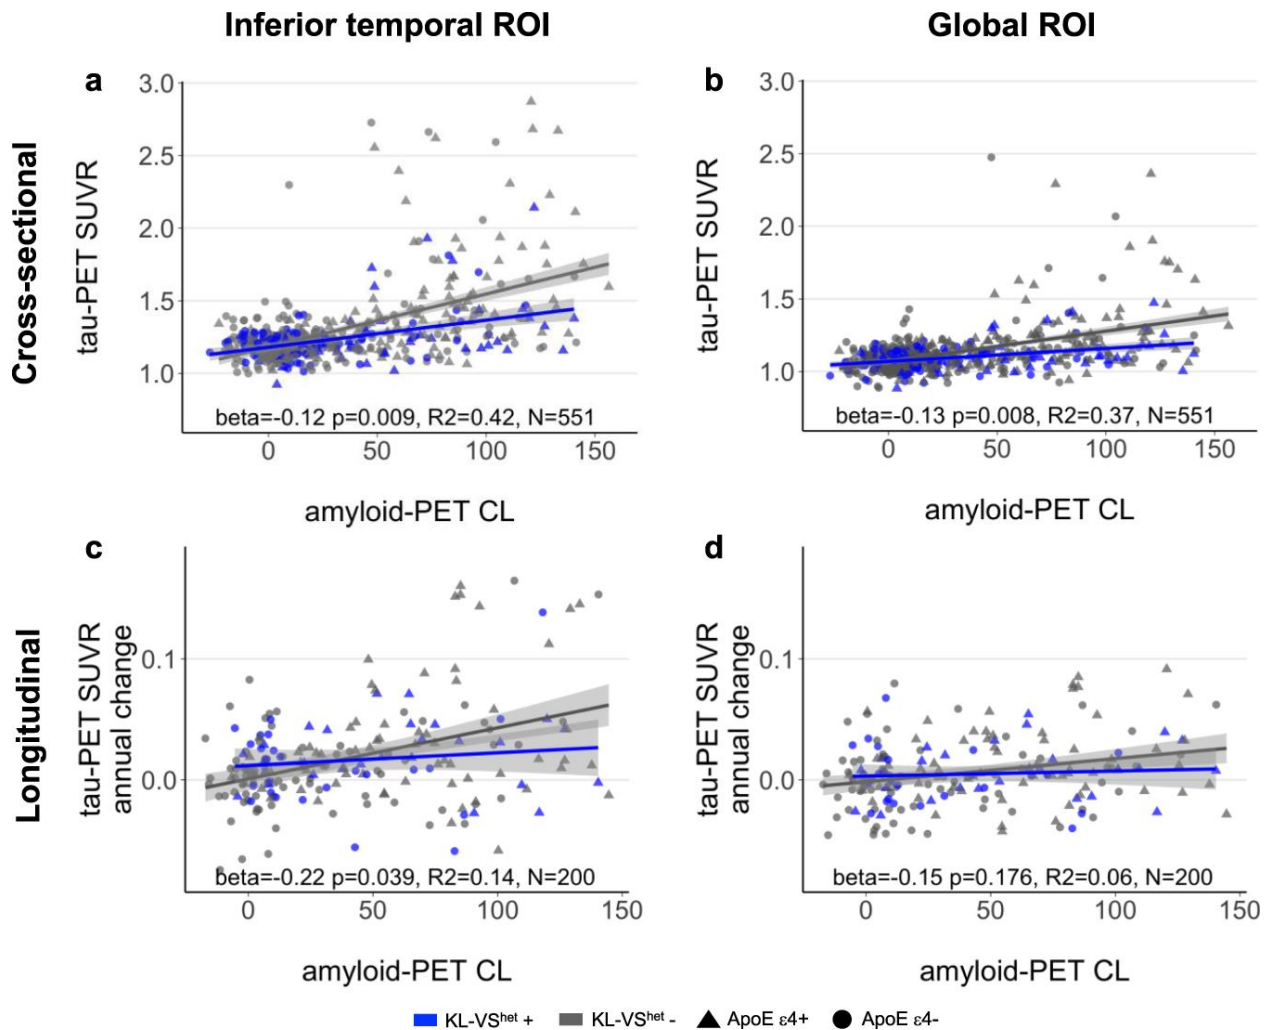 Inferior temporal ROI
Global ROI
Cross-sectional
a
tau-PET SUVR
3.0
2.5
2.0
1.5
1.0
beta=-0.12 p=0.009, R2=0.42, N=551
0 50 100 150
amyloid-PET CL
b
tau-PET SUVR
3.0
2.5
2.0
1.5
1.0
beta=-0.13 p=0.008, R2=0.37, N=551
0 50 100 150
amyloid-PET CL
Longitudinal
c
tau-PET SUVR
annual change
0.1
0.0
beta=-0.22 p=0.039, R2=0.14, N=200
0 50 100 150
amyloid-PET CL
d
tau-PET SUVR
annual change
0.1
0.0
beta=-0.15 p=0.176, R2=0.06, N=200
0 50 100 150
amyloid-PET CL
KL-VShet + KL-VShet - ApoE ε4+ ApoE ε4-